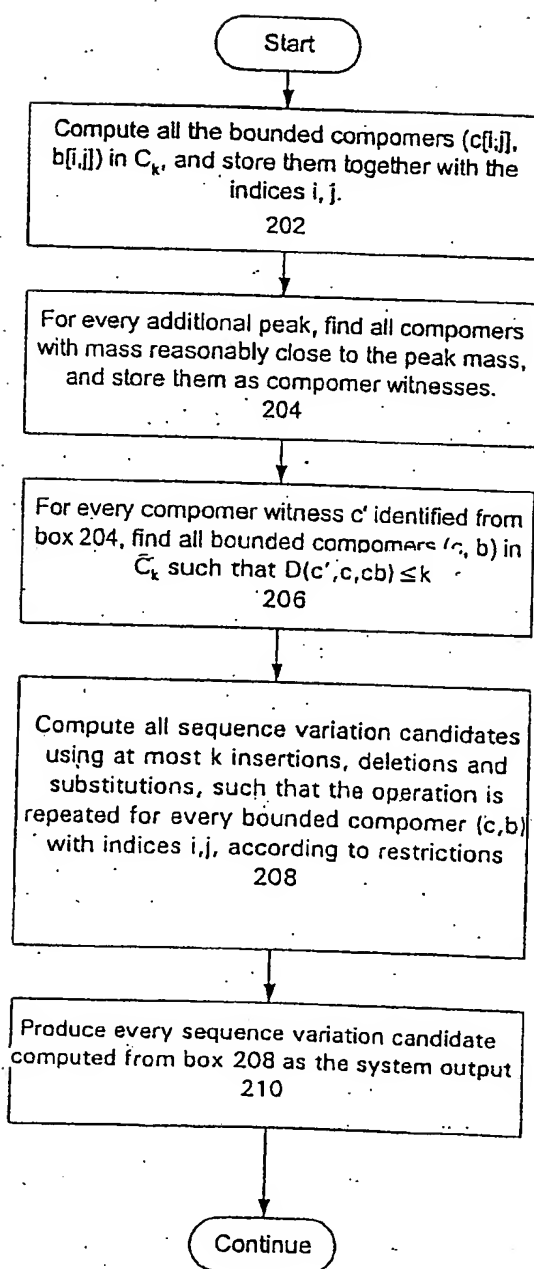 Start
Compute all the bounded compomers (c[i:j],
b[i,j]) in Cₖ, and store them together with the
indices i, j.
202
For every additional peak, find all compomers
with mass reasonably close to the peak mass,
and store them as compomer witnesses.
204
For every compomer witness c' identified from
box 204, find all bounded compomers (c, b) in
C̄ₖ such that D(c',c,cb) ≤k
206
Compute all sequence variation candidates
using at most k insertions, deletions and
substitutions, such that the operation is
repeated for every bounded compomer (c,b)
with indices i,j, according to restrictions
208
Produce every sequence variation candidate
computed from box 208 as the system output
210
Continue